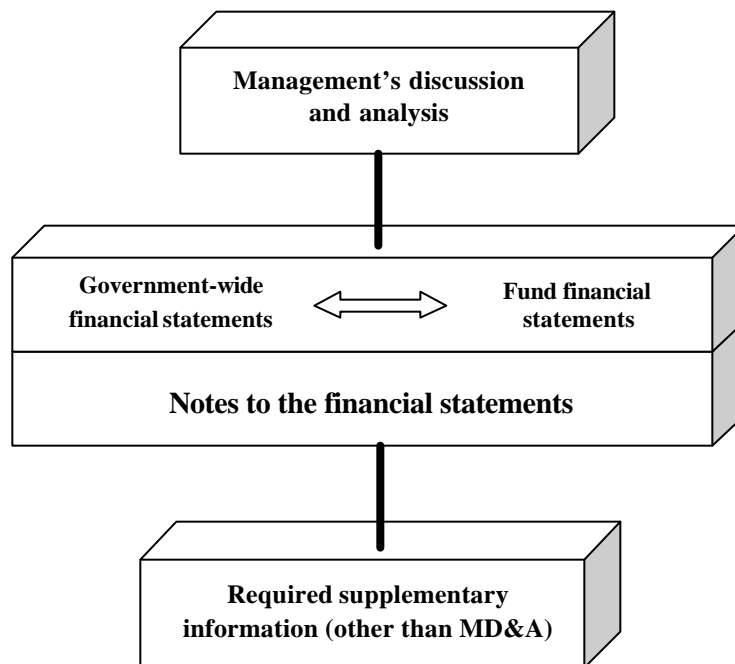 Management’s discussion
and analysis
Government-wide
financial statements
Fund financial
statements
Notes to the financial statements
Required supplementary
information (other than MD&A)